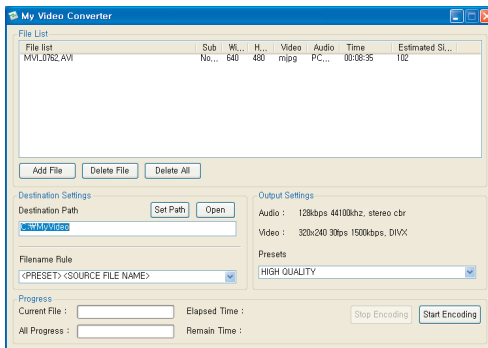 My Video Converter
File List
File list Sub Wi,,, H,,, Video Audio Time Estimated Si,,,
MVI_0762,AVI No,,, 640 480 mjpg PC,,, 00:08:35 102
Add File Delete File Delete All
Destination Settings
Destination Path Set Path Open
C:₩MyVideo
Filename Rule
<PRESET> <SOURCE FILE NAME>
Output Settings
Audio : 128kbps 44100khz, stereo cbr
Video : 320x240 30fps 1500kbps, DIVX
Presets
HIGH QUALITY
Progress
Current File : Elapsed Time :
All Progress : Remain Time :
Stop Encoding Start Encoding